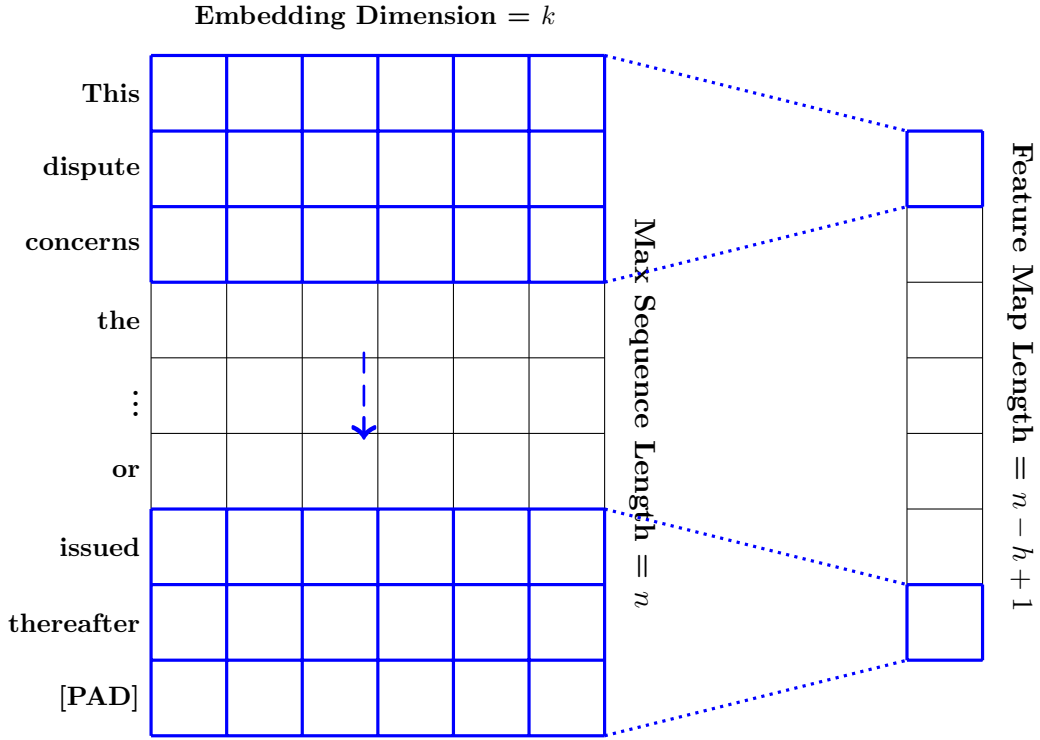 Embedding Dimension = k
This
dispute
concerns
the
⋮
or
issued
thereafter
[PAD]
Max Sequence Length = n
Feature Map Length = n − h + 1